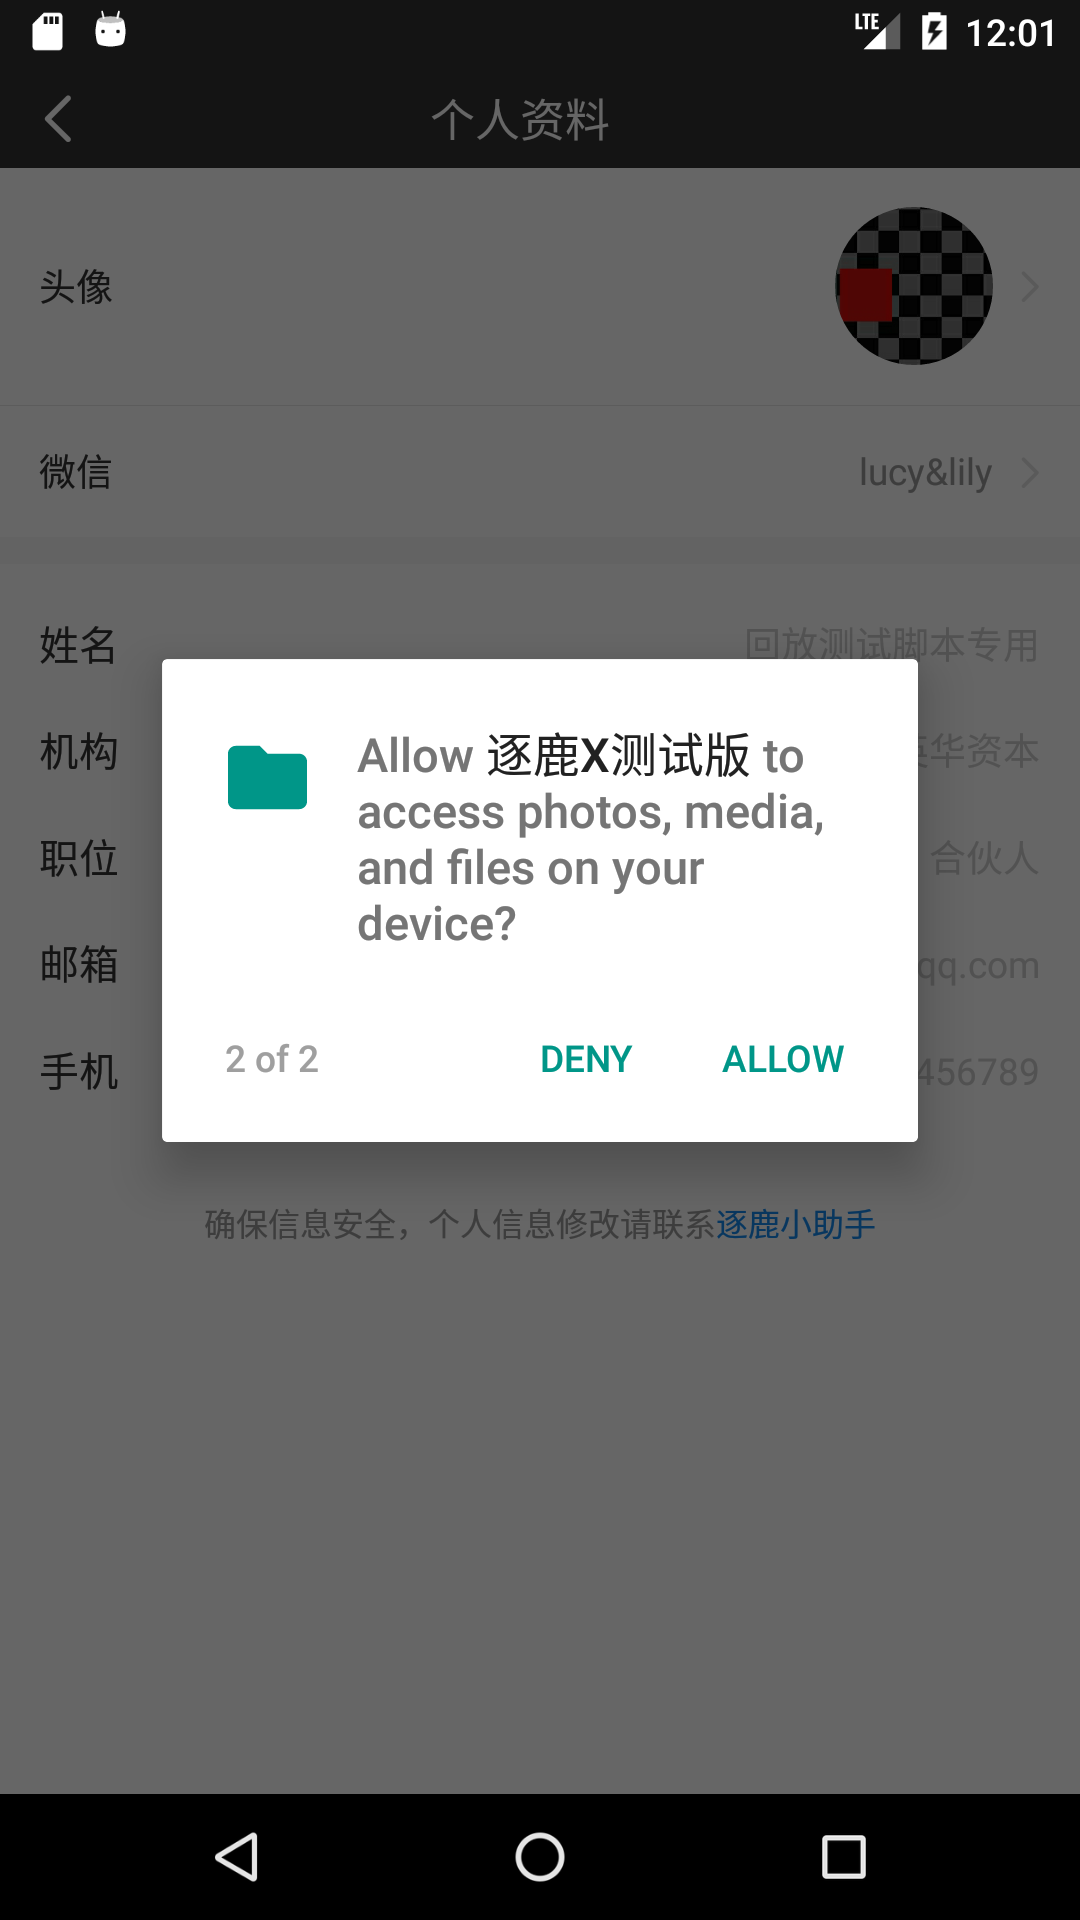 LTE 12:01
个人资料
头像
微信 lucy&lily
姓名 回放测试脚本专用
机构 华资本
职位 合伙人
邮箱 qq.com
手机 456789
Allow 逐鹿X测试版 to
access photos, media,
and files on your
device?
2 of 2 DENY ALLOW
确保信息安全，个人信息修改请联系逐鹿小助手